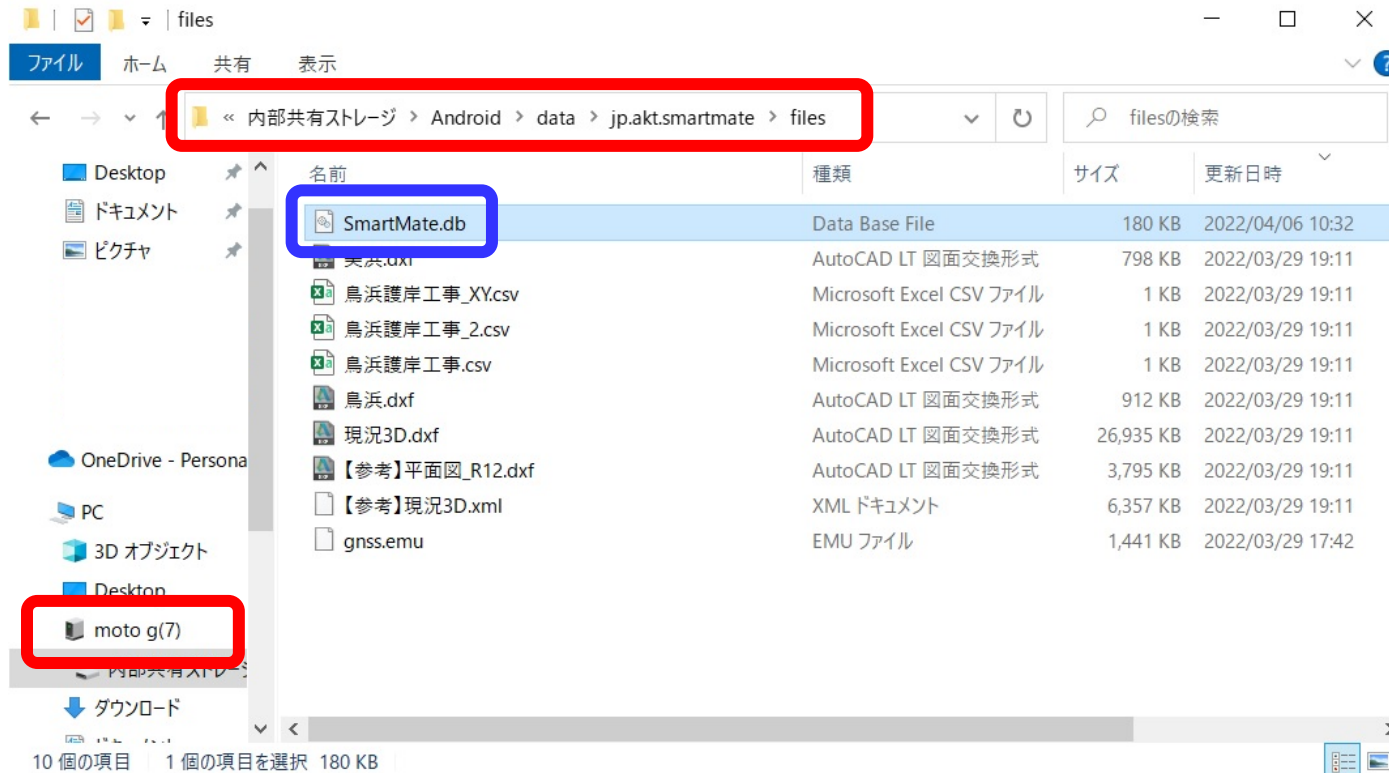 files
ファイル ホーム 共有 表示
« 内部共有ストレージ > Android > data > jp.akt.smartmate > files
filesの検索
Desktop
ドキュメント
ピクチャ
OneDrive - Persona
PC
3D オブジェクト
Desktop
moto g(7)
内部共有ストレージ
ダウンロード
名前 種類 サイズ 更新日時
SmartMate.db Data Base File 180 KB 2022/04/06 10:32
美浜.dxf AutoCAD LT 図面交換形式 798 KB 2022/03/29 19:11
鳥浜護岸工事_XY.csv Microsoft Excel CSV ファイル 1 KB 2022/03/29 19:11
鳥浜護岸工事_2.csv Microsoft Excel CSV ファイル 1 KB 2022/03/29 19:11
鳥浜護岸工事.csv Microsoft Excel CSV ファイル 1 KB 2022/03/29 19:11
鳥浜.dxf AutoCAD LT 図面交換形式 912 KB 2022/03/29 19:11
現況3D.dxf AutoCAD LT 図面交換形式 26,935 KB 2022/03/29 19:11
【参考】平面図_R12.dxf AutoCAD LT 図面交換形式 3,795 KB 2022/03/29 19:11
【参考】現況3D.xml XML ドキュメント 6,357 KB 2022/03/29 19:11
gnss.emu EMU ファイル 1,441 KB 2022/03/29 17:42
10 個の項目 1 個の項目を選択 180 KB